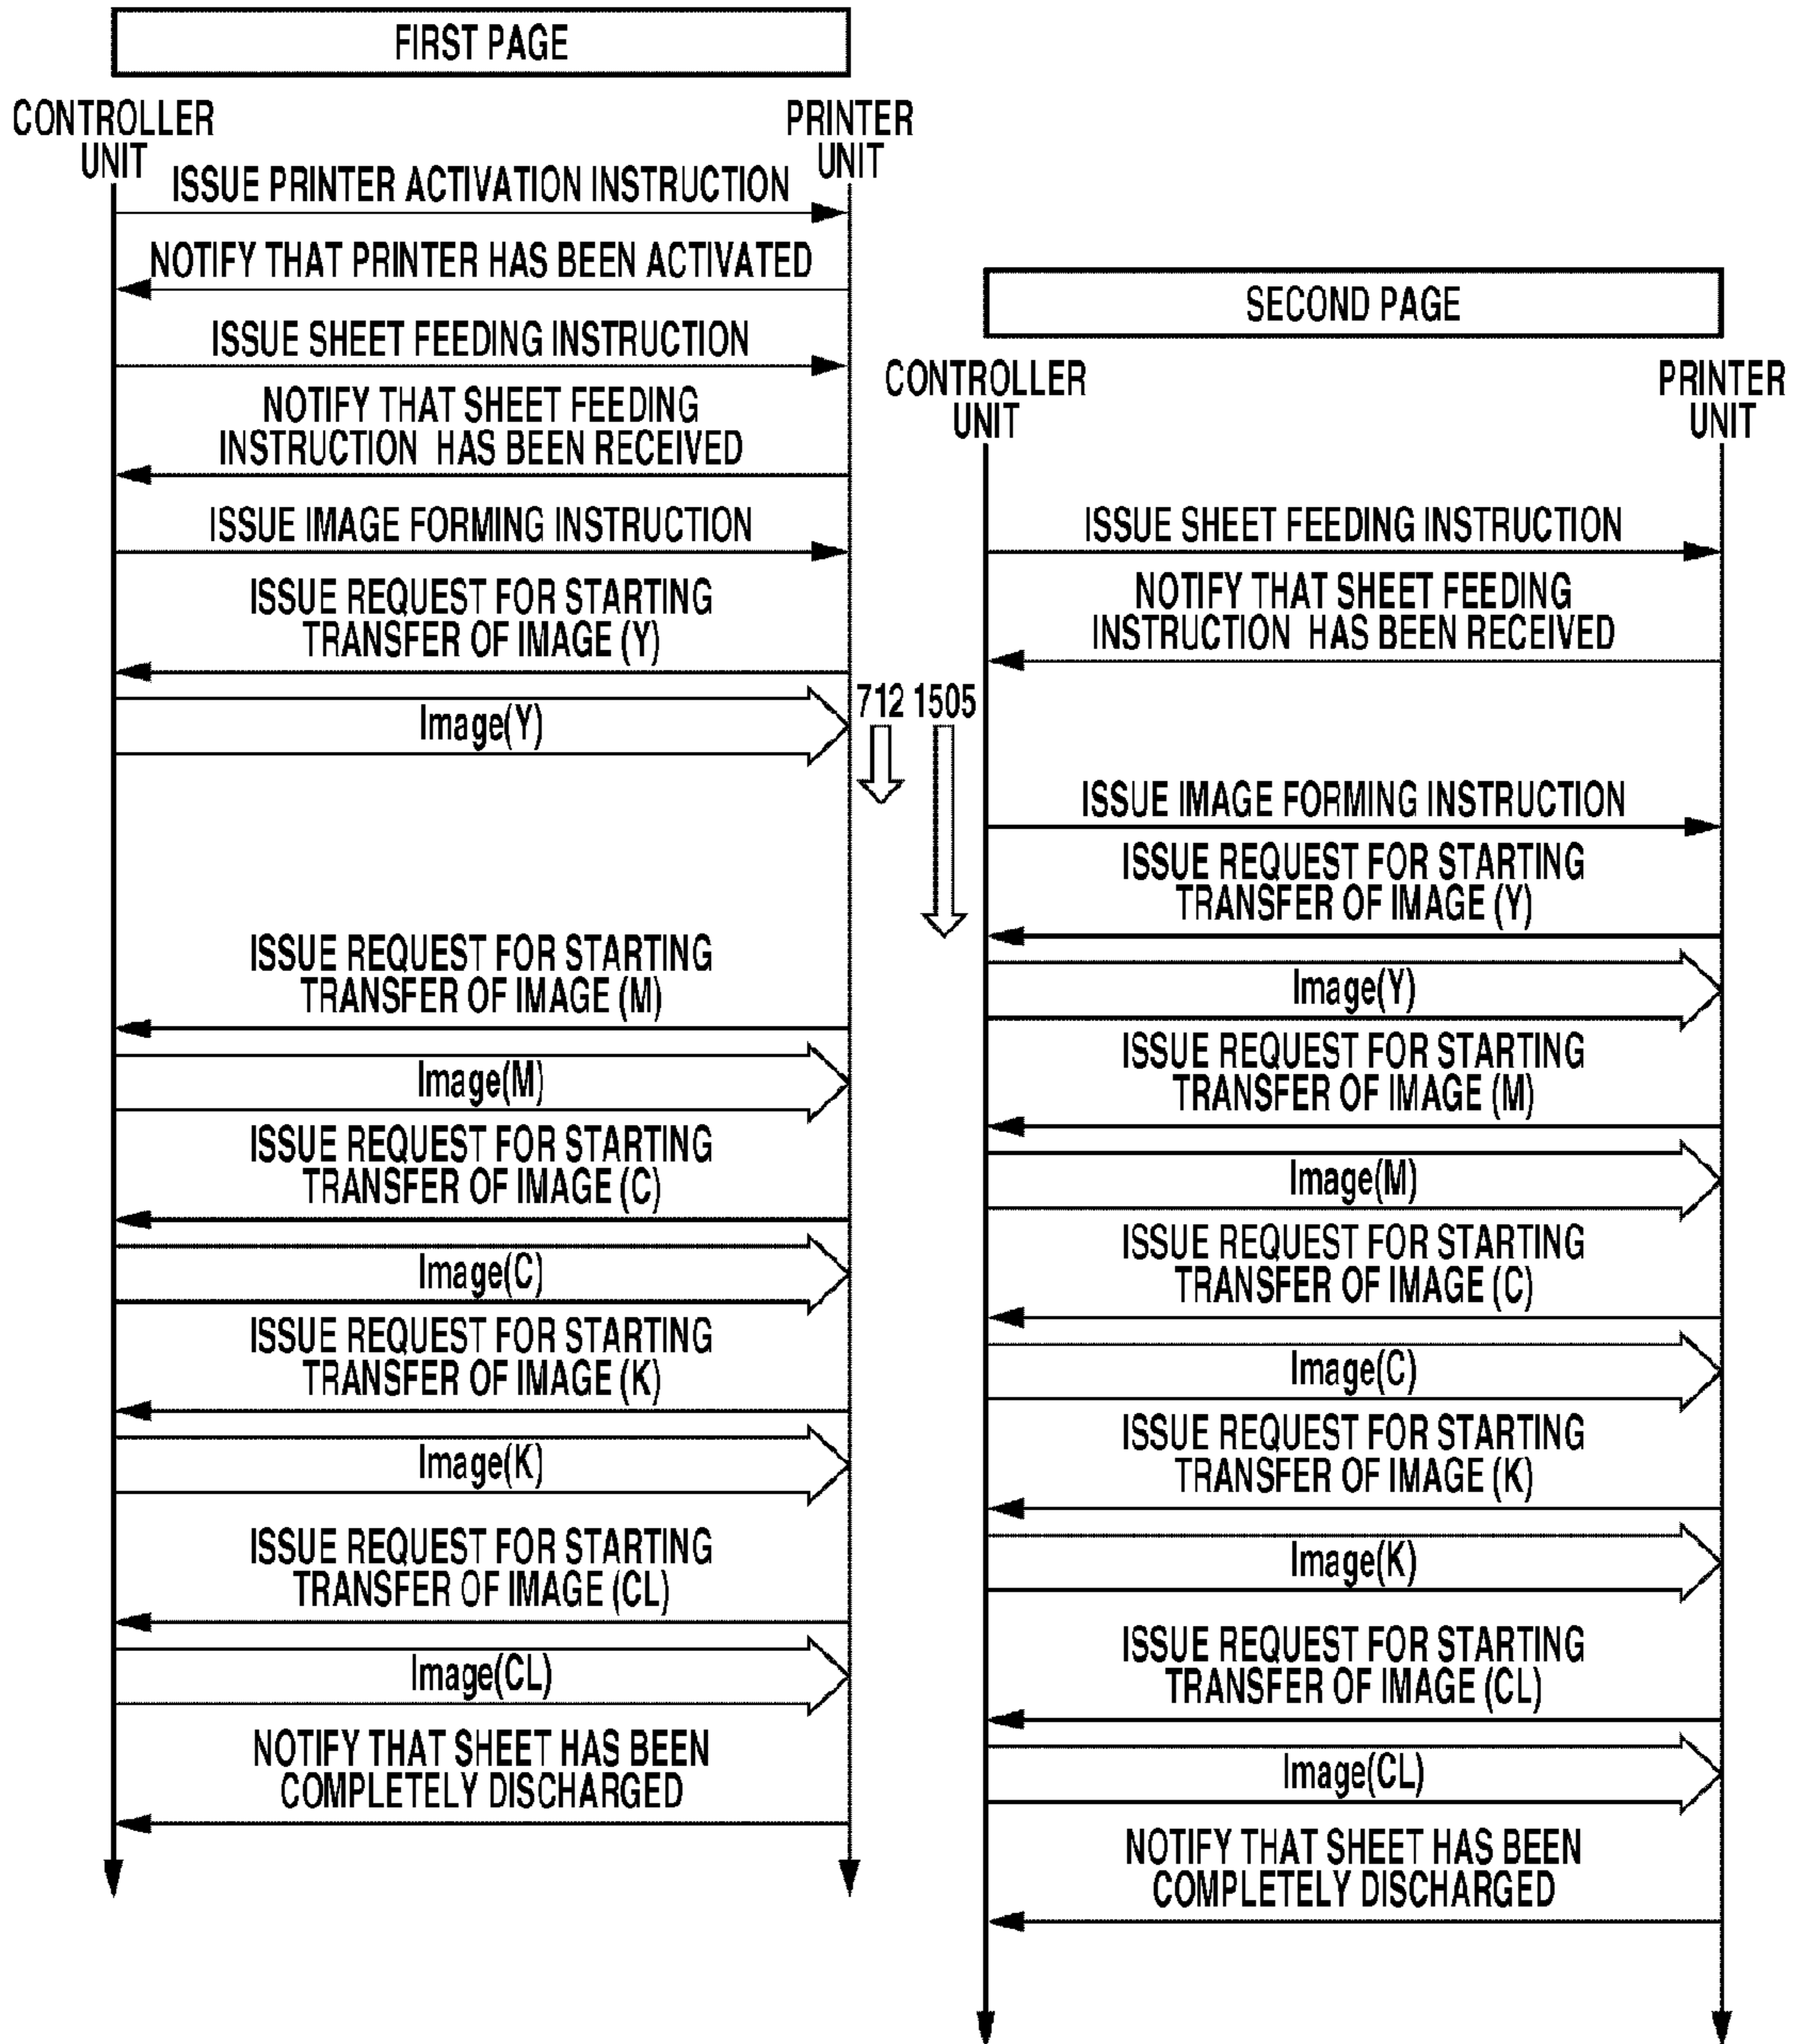 FIRST PAGE
CONTROLLER
UNIT
PRINTER
UNIT
ISSUE PRINTER ACTIVATION INSTRUCTION
NOTIFY THAT PRINTER HAS BEEN ACTIVATED
ISSUE SHEET FEEDING INSTRUCTION
NOTIFY THAT SHEET FEEDING
INSTRUCTION HAS BEEN RECEIVED
ISSUE IMAGE FORMING INSTRUCTION
ISSUE REQUEST FOR STARTING
TRANSFER OF IMAGE (Y)
Image(Y)
712 1505
ISSUE REQUEST FOR STARTING
TRANSFER OF IMAGE (M)
Image(M)
ISSUE REQUEST FOR STARTING
TRANSFER OF IMAGE (C)
Image(C)
ISSUE REQUEST FOR STARTING
TRANSFER OF IMAGE (K)
Image(K)
ISSUE REQUEST FOR STARTING
TRANSFER OF IMAGE (CL)
Image(CL)
NOTIFY THAT SHEET HAS BEEN
COMPLETELY DISCHARGED
SECOND PAGE
CONTROLLER
UNIT
PRINTER
UNIT
ISSUE SHEET FEEDING INSTRUCTION
NOTIFY THAT SHEET FEEDING
INSTRUCTION HAS BEEN RECEIVED
ISSUE IMAGE FORMING INSTRUCTION
ISSUE REQUEST FOR STARTING
TRANSFER OF IMAGE (Y)
Image(Y)
ISSUE REQUEST FOR STARTING
TRANSFER OF IMAGE (M)
Image(M)
ISSUE REQUEST FOR STARTING
TRANSFER OF IMAGE (C)
Image(C)
ISSUE REQUEST FOR STARTING
TRANSFER OF IMAGE (K)
Image(K)
ISSUE REQUEST FOR STARTING
TRANSFER OF IMAGE (CL)
Image(CL)
NOTIFY THAT SHEET HAS BEEN
COMPLETELY DISCHARGED